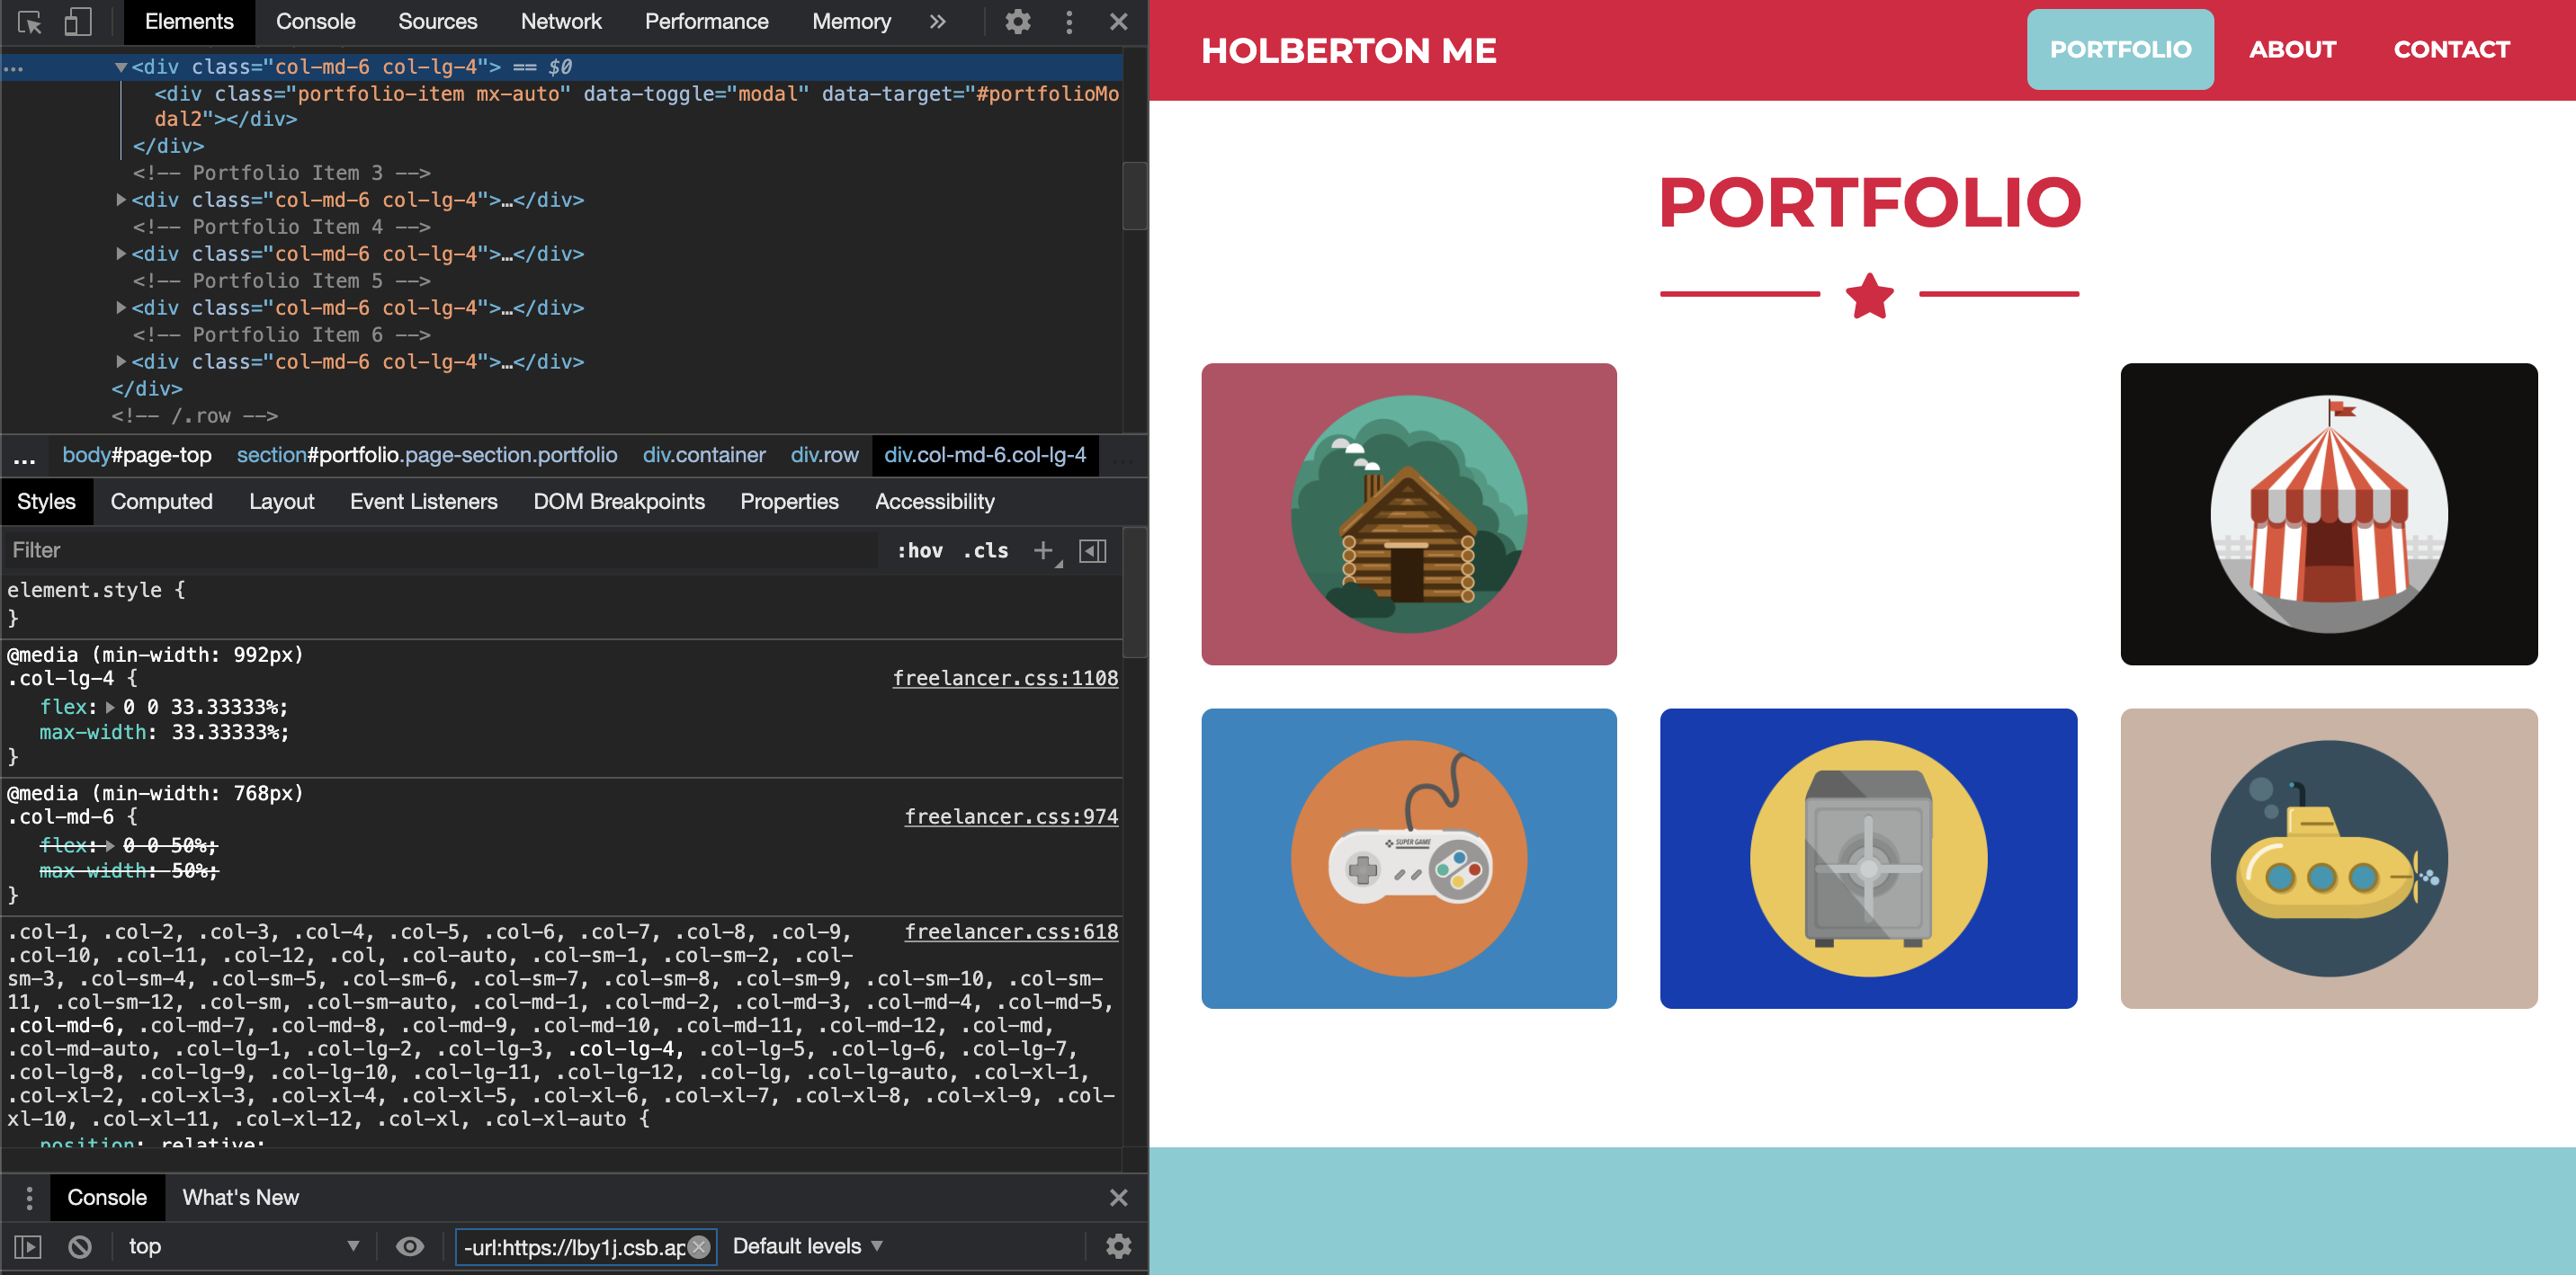 Elements Console Sources Network Performance Memory »
… ▼<div class="col-md-6 col-lg-4"> == $0
<div class="portfolio-item mx-auto" data-toggle="modal" data-target="#portfolioMo
dal2"></div>
</div>
<!-- Portfolio Item 3 -->
▶<div class="col-md-6 col-lg-4">…</div>
<!-- Portfolio Item 4 -->
▶<div class="col-md-6 col-lg-4">…</div>
<!-- Portfolio Item 5 -->
▶<div class="col-md-6 col-lg-4">…</div>
<!-- Portfolio Item 6 -->
▶<div class="col-md-6 col-lg-4">…</div>
</div>
<!-- /.row -->
… body#page-top section#portfolio.page-section.portfolio div.container div.row div.col-md-6.col-lg-4 …
Styles Computed Layout Event Listeners DOM Breakpoints Properties Accessibility
Filter :hov .cls +
element.style {
}
@media (min-width: 992px)
.col-lg-4 { freelancer.css:1108
flex: ▶ 0 0 33.33333%;
max-width: 33.33333%;
}
@media (min-width: 768px)
.col-md-6 { freelancer.css:974
flex: ▶ 0 0 50%;
max-width: 50%;
}
.col-1, .col-2, .col-3, .col-4, .col-5, .col-6, .col-7, .col-8, .col-9, freelancer.css:618
.col-10, .col-11, .col-12, .col, .col-auto, .col-sm-1, .col-sm-2, .col-
sm-3, .col-sm-4, .col-sm-5, .col-sm-6, .col-sm-7, .col-sm-8, .col-sm-9, .col-sm-10, .col-sm-
11, .col-sm-12, .col-sm, .col-sm-auto, .col-md-1, .col-md-2, .col-md-3, .col-md-4, .col-md-5,
.col-md-6, .col-md-7, .col-md-8, .col-md-9, .col-md-10, .col-md-11, .col-md-12, .col-md,
.col-md-auto, .col-lg-1, .col-lg-2, .col-lg-3, .col-lg-4, .col-lg-5, .col-lg-6, .col-lg-7,
.col-lg-8, .col-lg-9, .col-lg-10, .col-lg-11, .col-lg-12, .col-lg, .col-lg-auto, .col-xl-1,
.col-xl-2, .col-xl-3, .col-xl-4, .col-xl-5, .col-xl-6, .col-xl-7, .col-xl-8, .col-xl-9, .col-
xl-10, .col-xl-11, .col-xl-12, .col-xl, .col-xl-auto {
position: relative;
Console What's New
top -url:https://lby1j.csb.ap Default levels
HOLBERTON ME PORTFOLIO ABOUT CONTACT
PORTFOLIO
SUPER GAME